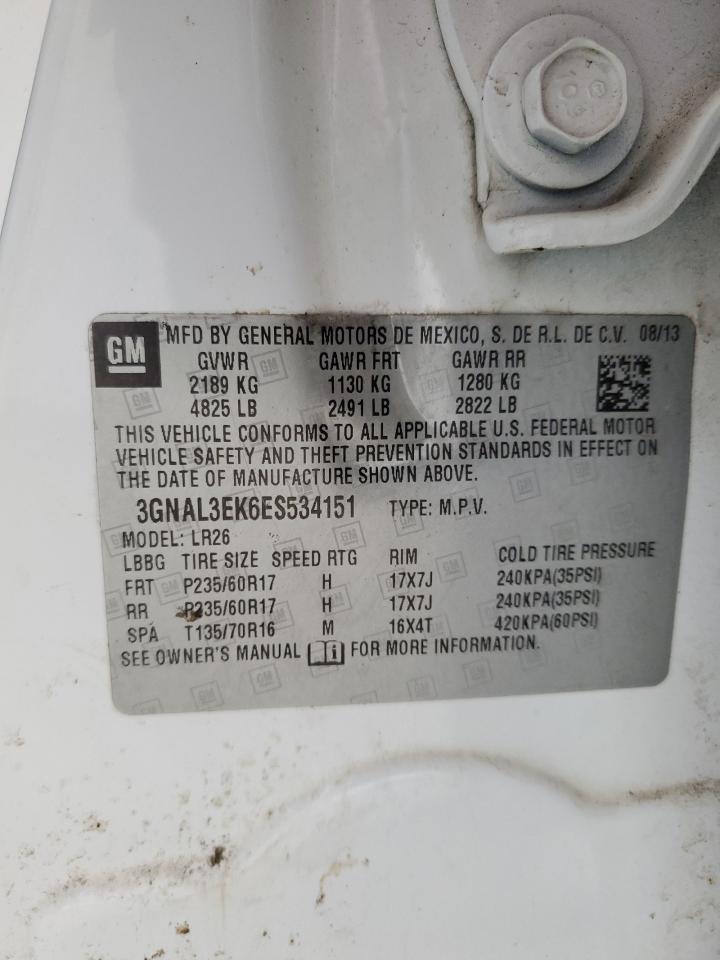 GM
MFD BY GENERAL MOTORS DE MEXICO, S. DE R.L. DE C.V. 08/13
GVWR GAWR FRT GAWR RR
2189 KG 1130 KG 1280 KG
4825 LB 2491 LB 2822 LB
THIS VEHICLE CONFORMS TO ALL APPLICABLE U.S. FEDERAL MOTOR
VEHICLE SAFETY AND THEFT PREVENTION STANDARDS IN EFFECT ON
THE DATE OF MANUFACTURE SHOWN ABOVE.
3GNAL3EK6ES534151 TYPE: M.P.V.
MODEL: LR26
LBBG TIRE SIZE SPEED RTG RIM COLD TIRE PRESSURE
FRT P235/60R17 H 17X7J 240KPA(35PSI)
RR P235/60R17 H 17X7J 240KPA(35PSI)
SPA T135/70R16 M 16X4T 420KPA(60PSI)
SEE OWNER'S MANUAL FOR MORE INFORMATION.